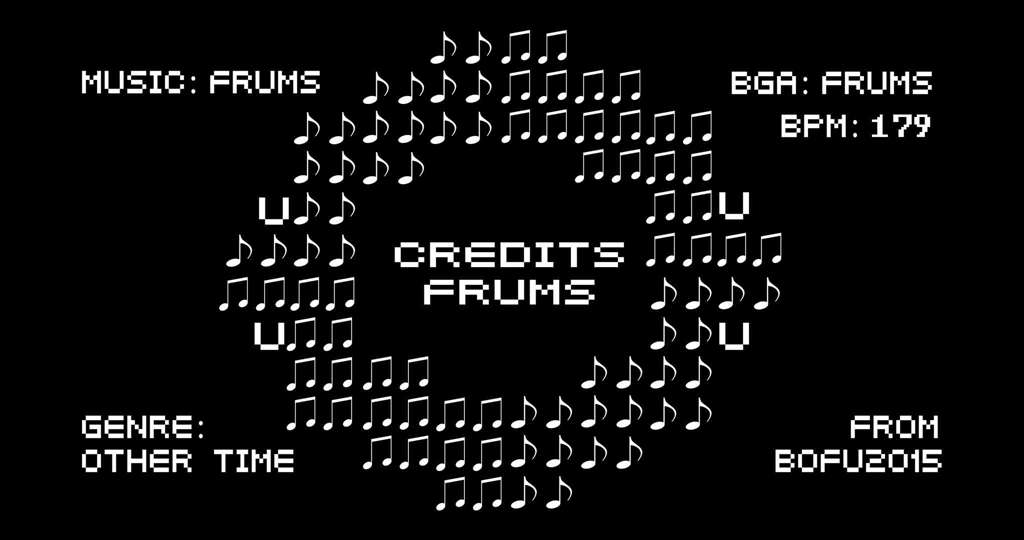 ♪♪♫♫
MUSIC: FRUMS
♪♪♪♪♫♫♫♫
BGA: FRUMS
♪♪♪♪♪♪♫♫♫♫♫♫
BPM: 179
♪♪♪♪ ♫♫♫♫
U♪♪ ♫♫U
♪♪♪♪ CREDITS ♫♫♫♫
♫♫♫♫ FRUMS ♪♪♪♪
U♫♫ ♪♪U
♫♫♫♫ ♪♪♪♪
♫♫♫♫♫♫♪♪♪♪♪♪
GENRE:
OTHER TIME
FROM
BOFU2015
♫♫♫♫♪♪♪♪
♫♫♪♪